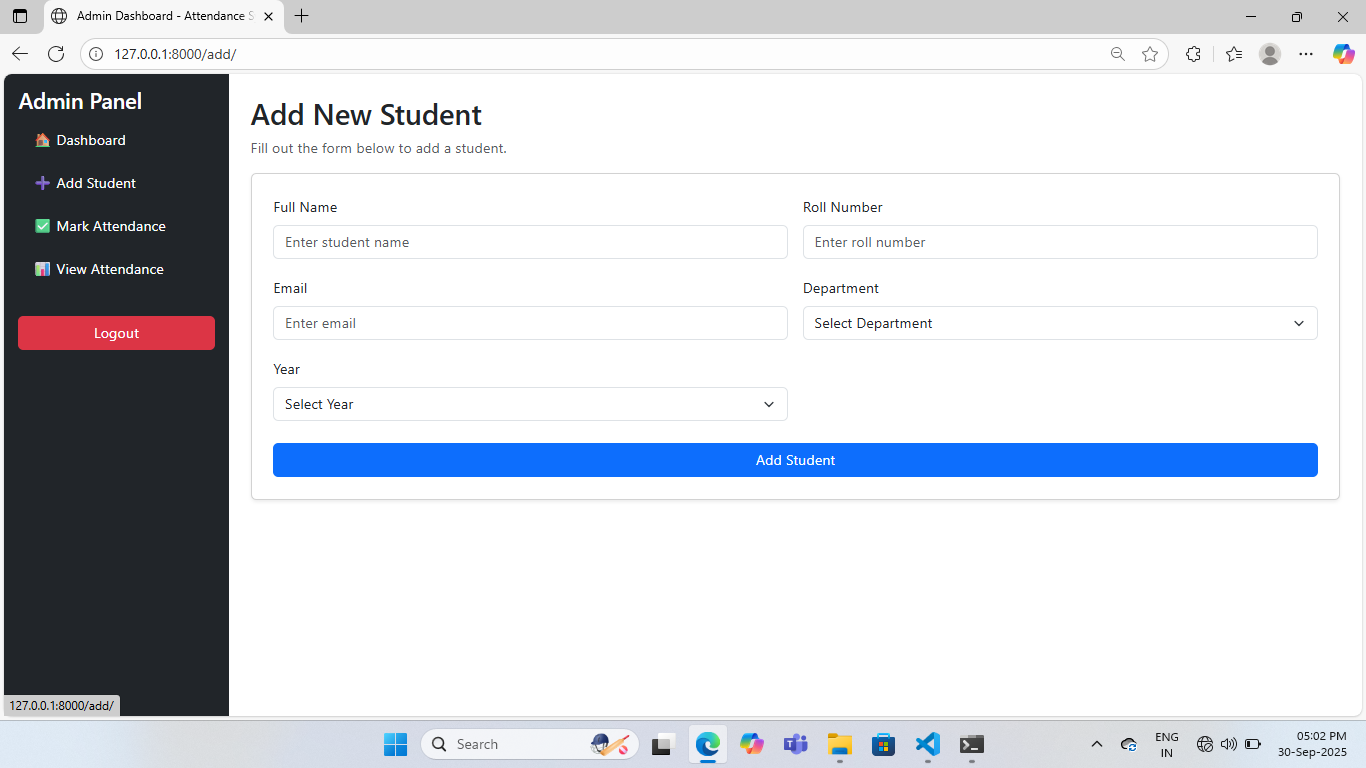 Admin Dashboard - Attendance S
127.0.0.1:8000/add/
Admin Panel
Dashboard
Add Student
Mark Attendance
View Attendance
Logout
Add New Student
Fill out the form below to add a student.
Full Name
Roll Number
Enter student name
Enter roll number
Email
Department
Enter email
Select Department
Year
Select Year
Add Student
127.0.0.1:8000/add/
Search
ENG
IN
05:02 PM
30-Sep-2025